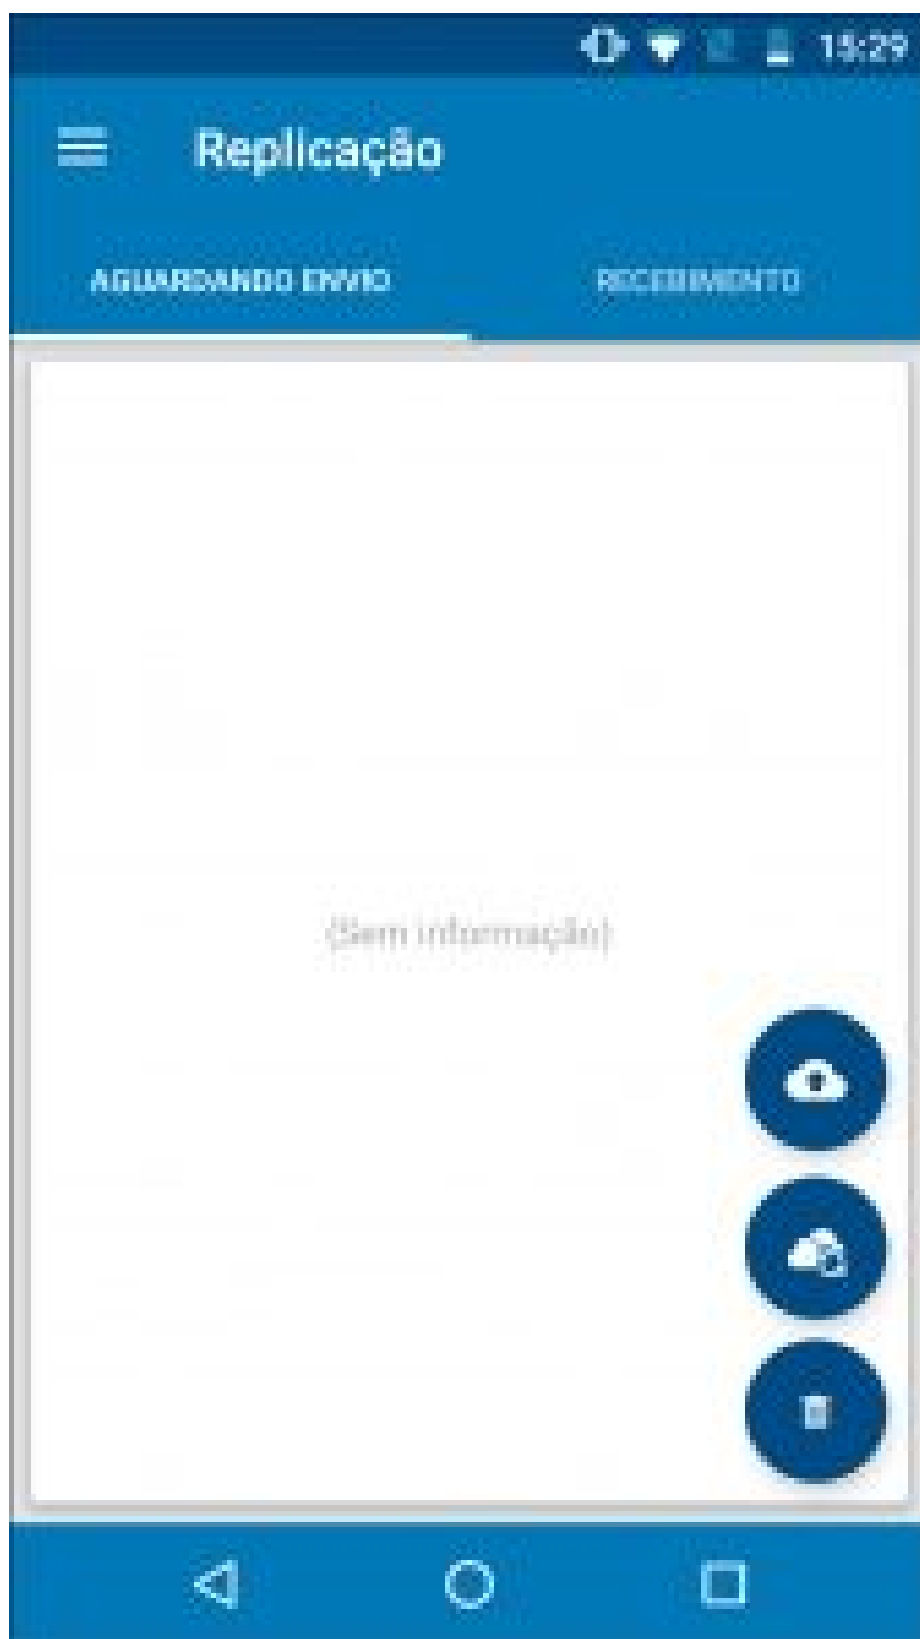 15:29
Replicação
AGUARDANDO ENVIO
RECEBIMENTO
(Sem informação)